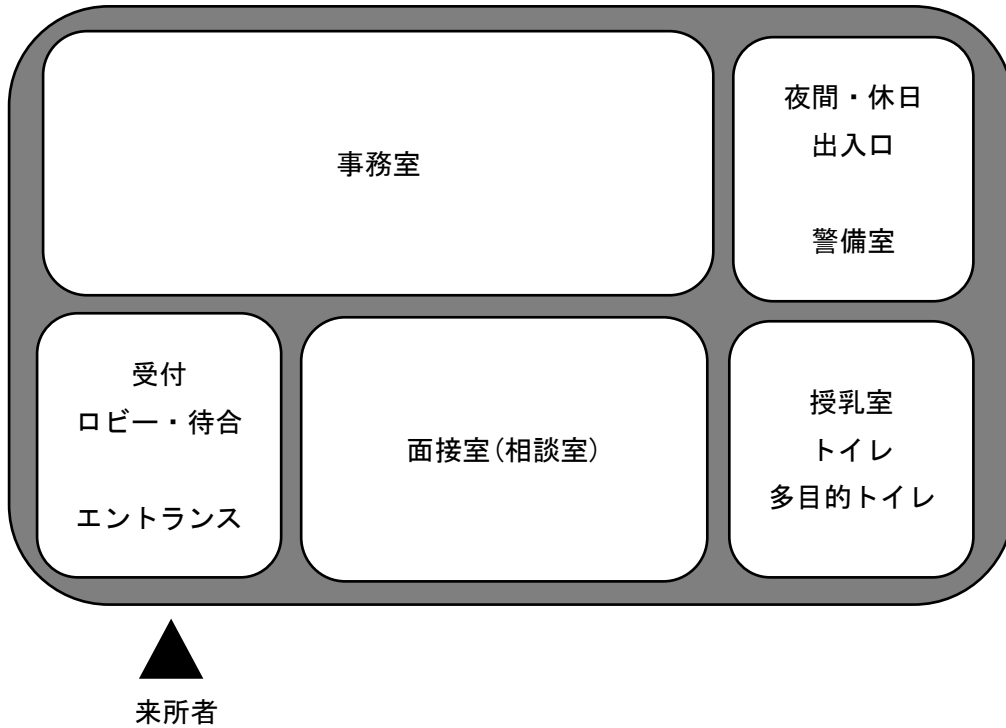 事務室
夜間・休日
出入口
警備室
受付
ロビー・待合
エントランス
面接室(相談室)
授乳室
トイレ
多目的トイレ
来所者